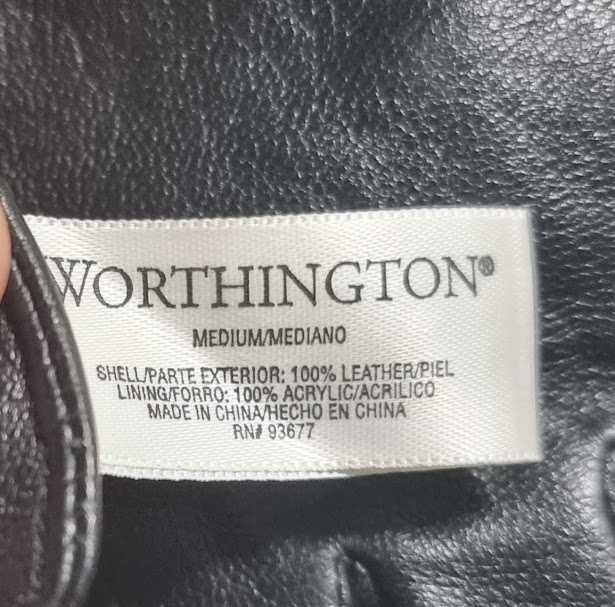 WORTHINGTON®
MEDIUM/MEDIANO
SHELL/PARTE EXTERIOR: 100% LEATHER/PIEL
LINING/FORRO: 100% ACRYLIC/ACRILICO
MADE IN CHINA/HECHO EN CHINA
RN# 93677